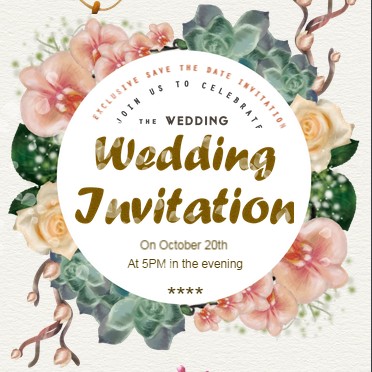 EXCLUSIVE SAVE THE DATE INVITATION
JOIN US TO CELEBRATE
THE WEDDING
Wedding
Invitation
On October 20th
At 5PM in the evening
****